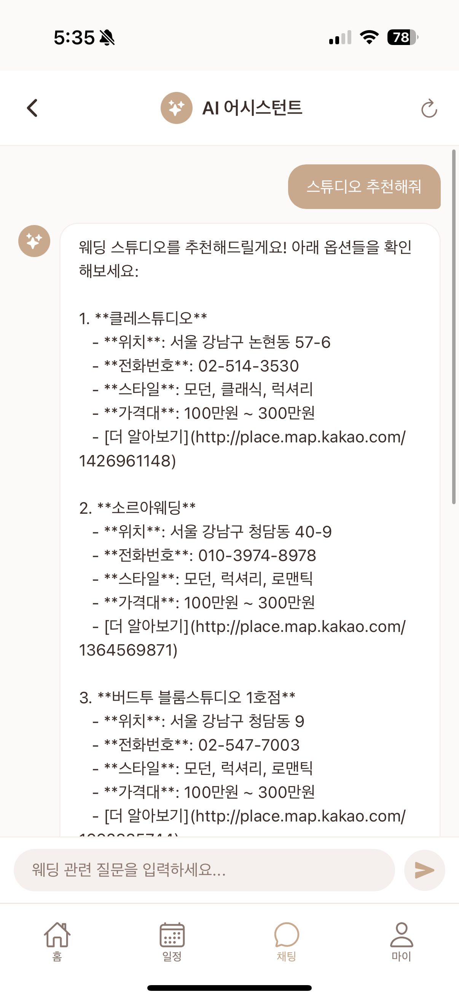 5:35
78
AI 어시스턴트
스튜디오 추천해줘
웨딩 스튜디오를 추천해드릴게요! 아래 옵션들을 확인
해보세요:
1. **클레스튜디오**
- **위치**: 서울 강남구 논현동 57-6
- **전화번호**: 02-514-3530
- **스타일**: 모던, 클래식, 럭셔리
- **가격대**: 100만원 ~ 300만원
- [더 알아보기](http://place.map.kakao.com/
1426961148)
2. **소르아웨딩**
- **위치**: 서울 강남구 청담동 40-9
- **전화번호**: 010-3974-8978
- **스타일**: 모던, 럭셔리, 로맨틱
- **가격대**: 100만원 ~ 300만원
- [더 알아보기](http://place.map.kakao.com/
1364569871)
3. **버드투 블룸스튜디오 1호점**
- **위치**: 서울 강남구 청담동 9
- **전화번호**: 02-547-7003
- **스타일**: 모던, 럭셔리, 로맨틱
- **가격대**: 100만원 ~ 300만원
- [더 알아보기](http://place.map.kakao.com/
웨딩 관련 질문을 입력하세요...
홈
일정
채팅
마이